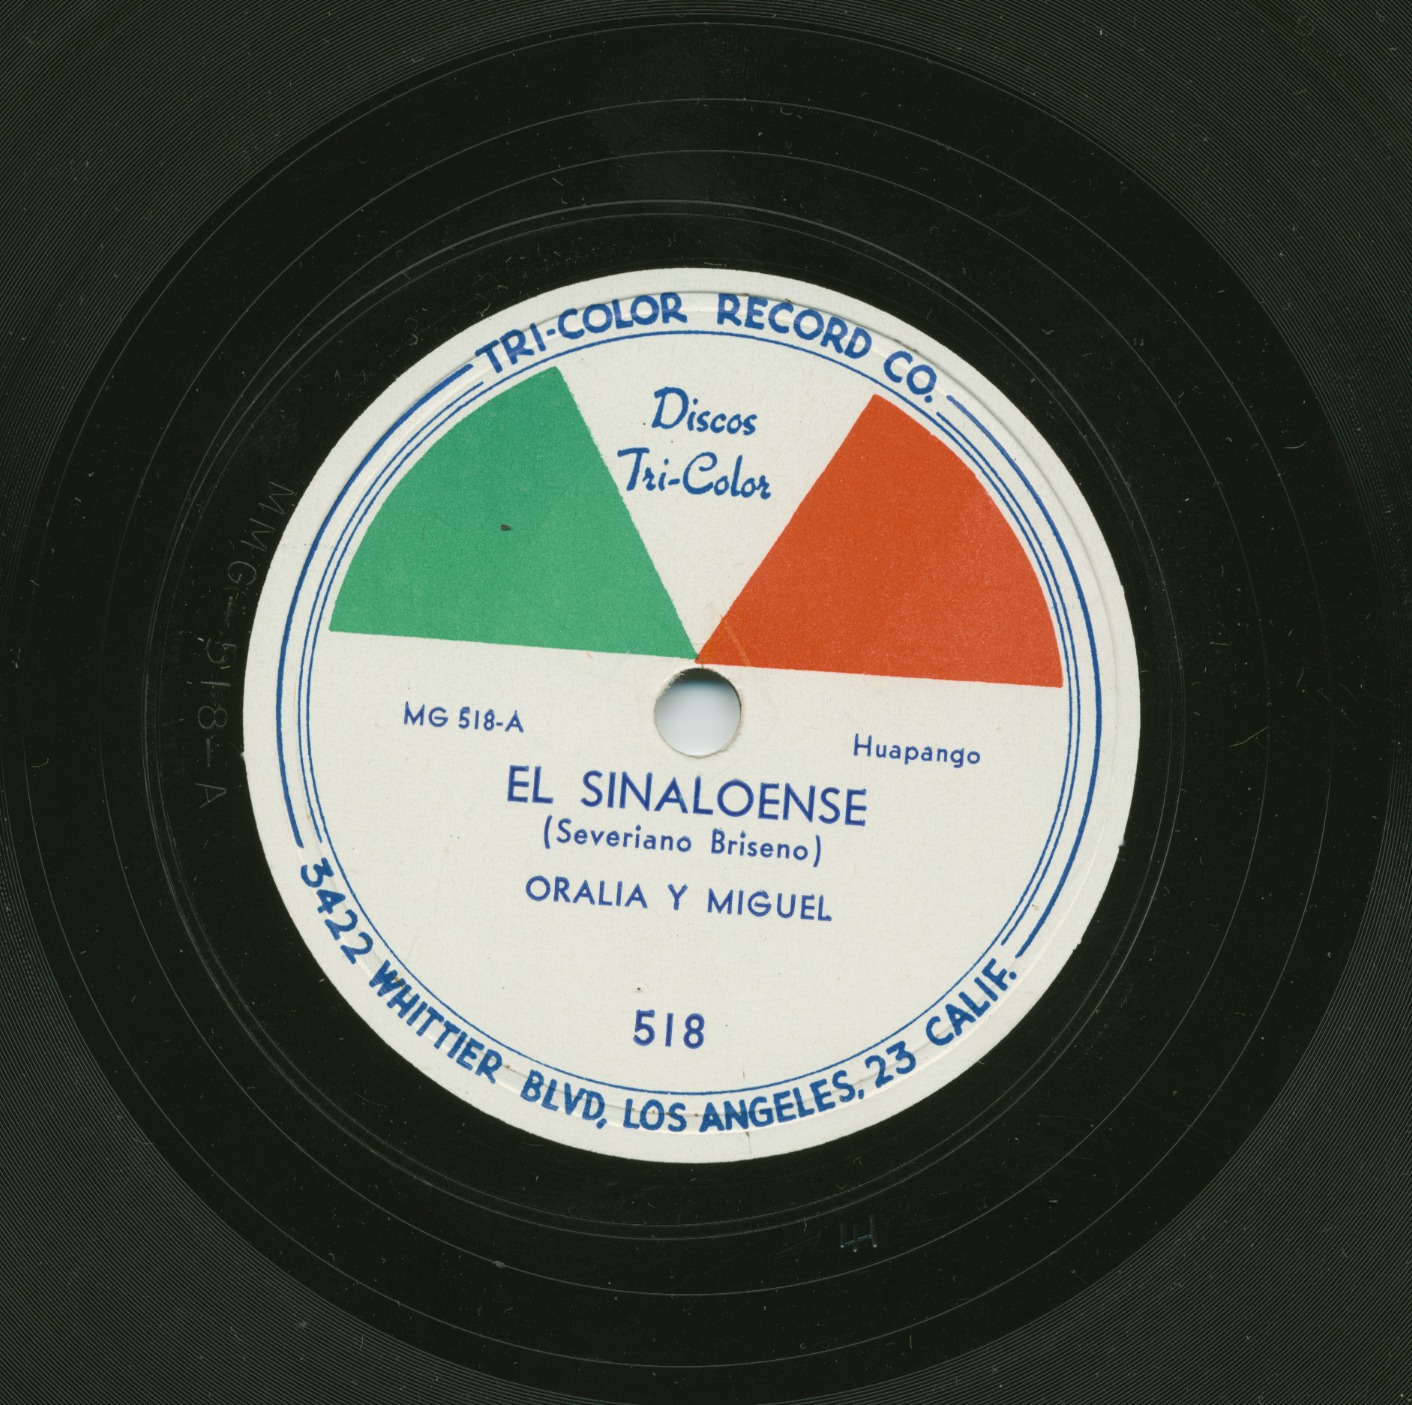 TRI-COLOR RECORD CO.
Discos
Tri-Color
MG 518-A
Huapango
EL SINALOENSE
(Severiano Briseno)
ORALIA Y MIGUEL
518
3422 WHITTIER BLVD, LOS ANGELES, 23 CALIF.
MMG-518-A